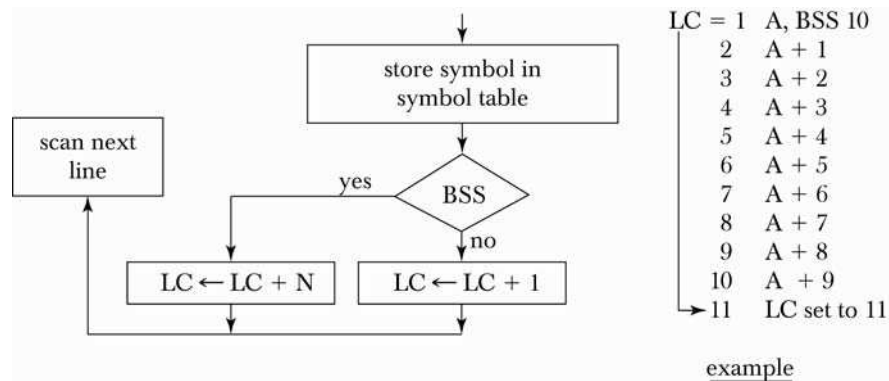 store symbol in
symbol table
scan next
line
yes
BSS
no
LC ← LC + N
LC ← LC + 1
LC = 1 A, BSS 10
2 A + 1
3 A + 2
4 A + 3
5 A + 4
6 A + 5
7 A + 6
8 A + 7
9 A + 8
10 A + 9
11 LC set to 11
example